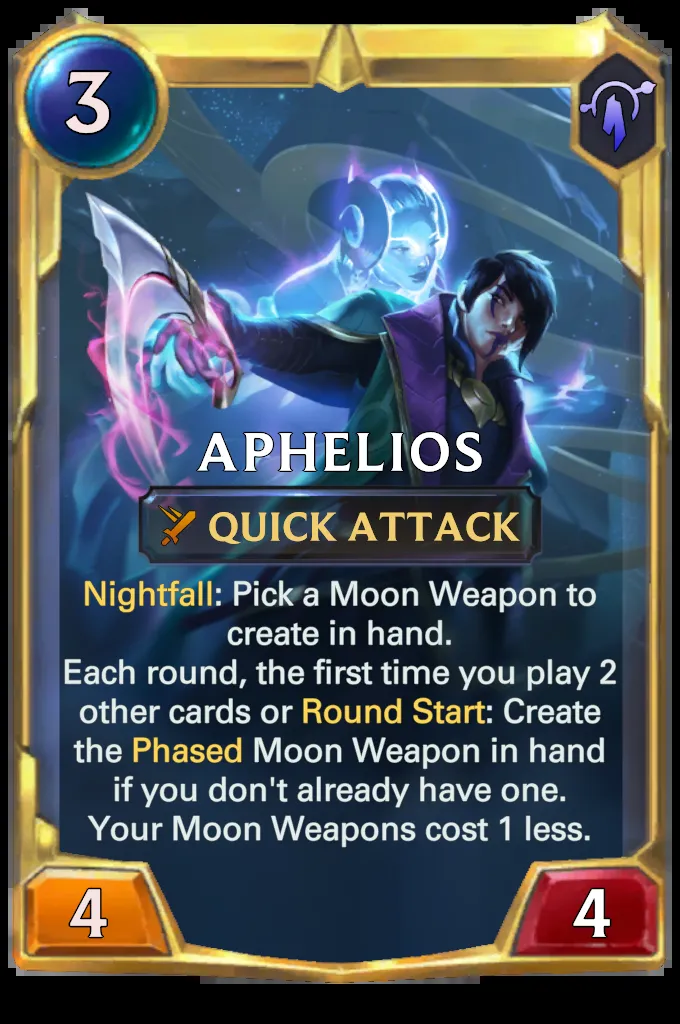 3
APHELIOS
QUICK ATTACK
Nightfall: Pick a Moon Weapon to
create in hand.
Each round, the first time you play 2
other cards or Round Start: Create
the Phased Moon Weapon in hand
if you don't already have one.
Your Moon Weapons cost 1 less.
4
4